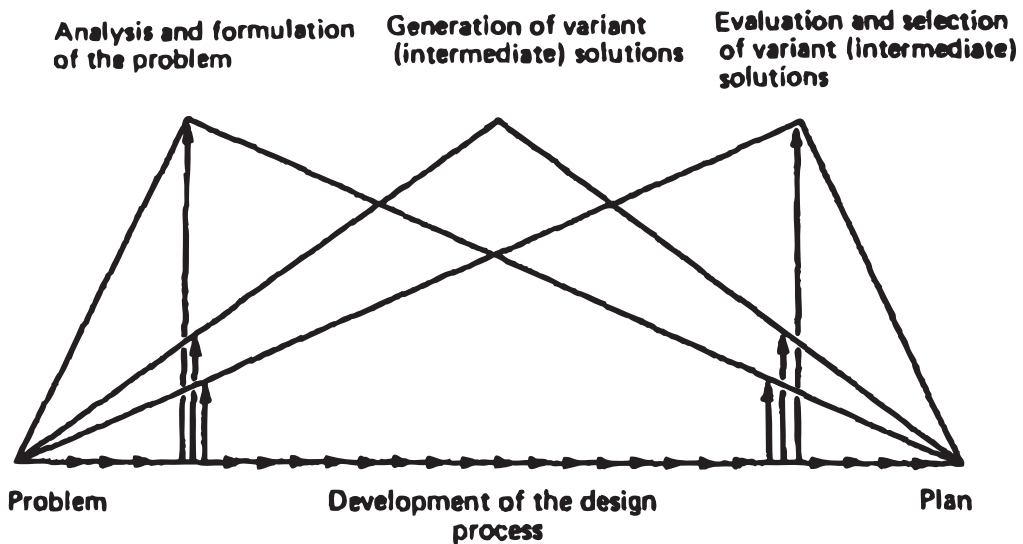 Analysis and formulation
of the problem
Generation of variant
(intermediate) solutions
Evaluation and selection
of variant (intermediate)
solutions
Problem
Development of the design
process
Plan